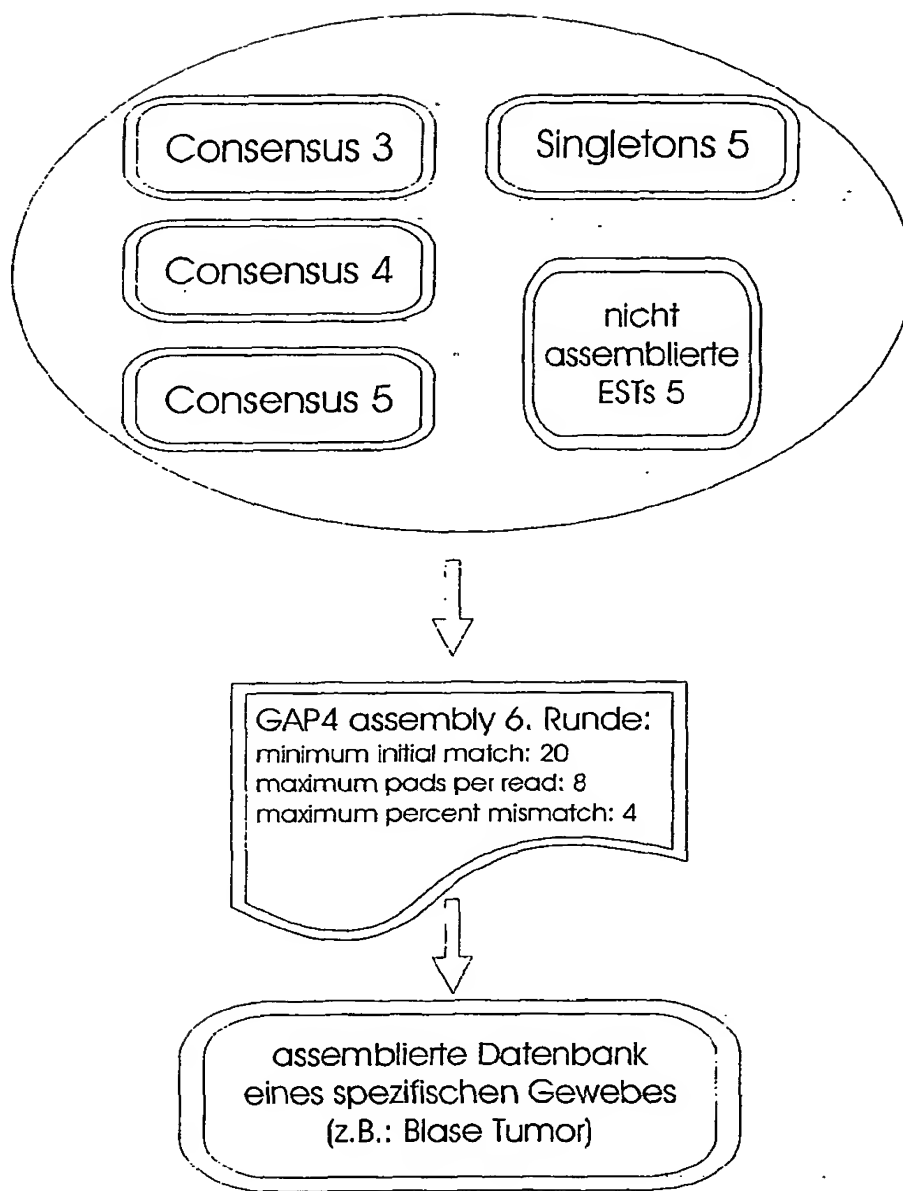 Consensus 3
Singletons 5
Consensus 4
nicht
assemblierte
ESTs 5
Consensus 5
GAP4 assembly 6. Runde:
minimum initial match: 20
maximum pads per read: 8
maximum percent mismatch: 4
assemblierte Datenbank
eines spezifischen Gewebes
(z.B.: Blase Tumor)